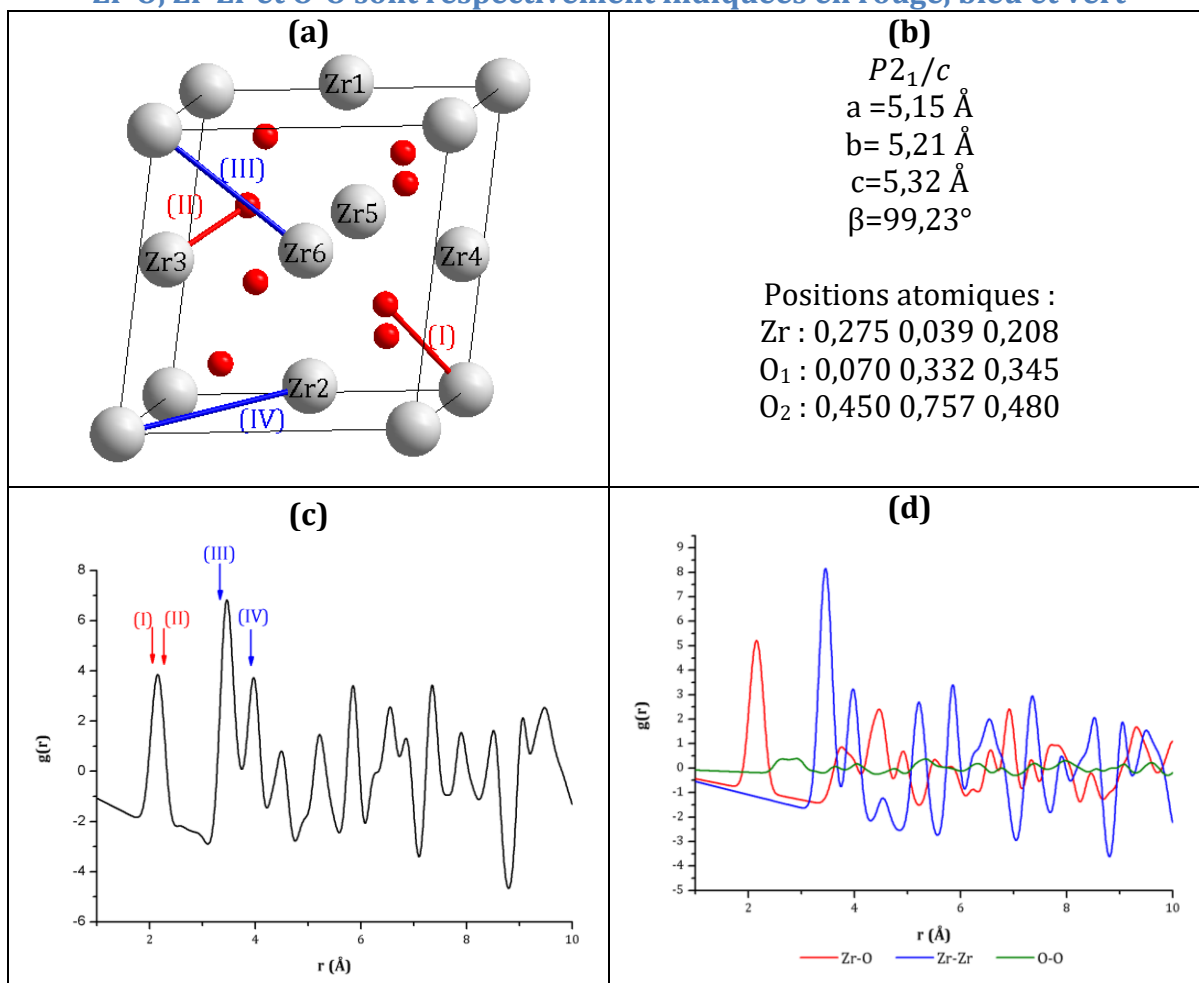 Zr-O, Zr-Zr et O-O sont respectivement indiquées en rouge, bleu et vert
(a)
Zr1
(III)
(II)
Zr5
Zr3
Zr6
Zr4
(I)
Zr2
(IV)
(b)
P2₁/c
a =5,15 Å
b= 5,21 Å
c=5,32 Å
β=99,23°
Positions atomiques :
Zr : 0,275 0,039 0,208
O₁ : 0,070 0,332 0,345
O₂ : 0,450 0,757 0,480
(c)
(III)
(I) (II)
(IV)
8
6
4
2
0
-2
-4
-6
g(r)
2 4 6 8 10
r (Å)
(d)
9
8
7
6
5
4
3
2
1
0
-1
-2
-3
-4
-5
g(r)
2 4 6 8 10
r (Å)
Zr-O Zr-Zr O-O